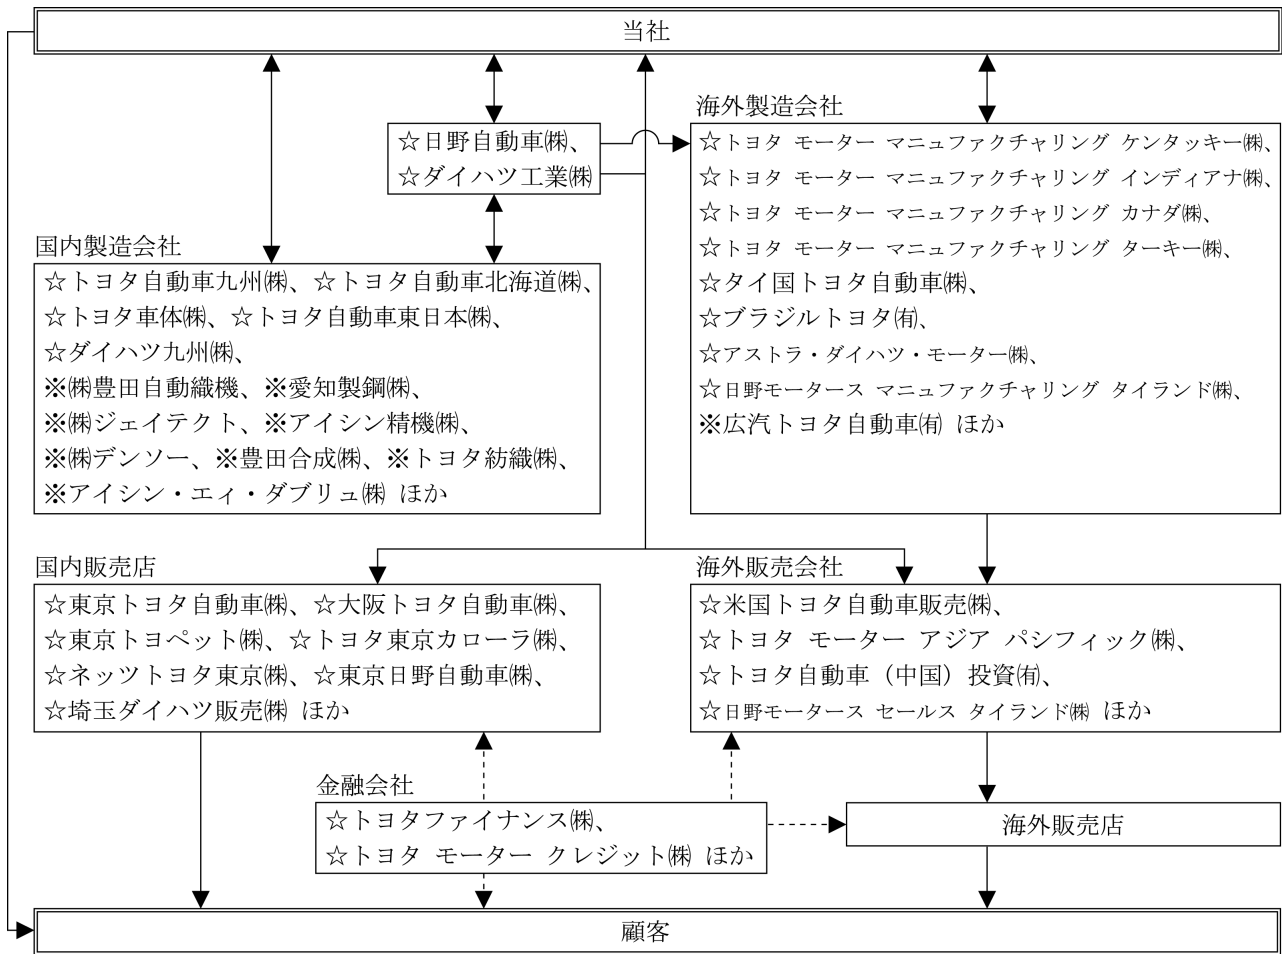 当社
☆日野自動車㈱、
☆ダイハツ工業㈱
海外製造会社
☆トヨタ モーター マニュファクチャリング ケンタッキー㈱、
☆トヨタ モーター マニュファクチャリング インディアナ㈱、
☆トヨタ モーター マニュファクチャリング カナダ㈱、
☆トヨタ モーター マニュファクチャリング ターキー㈱、
☆タイ国トヨタ自動車㈱、
☆ブラジルトヨタ㈲、
☆アストラ・ダイハツ・モーター㈱、
☆日野モータース マニュファクチャリング タイランド㈱、
※広汽トヨタ自動車㈲ ほか
国内製造会社
☆トヨタ自動車九州㈱、☆トヨタ自動車北海道㈱、
☆トヨタ車体㈱、☆トヨタ自動車東日本㈱、
☆ダイハツ九州㈱、
※㈱豊田自動織機、※愛知製鋼㈱、
※㈱ジェイテクト、※アイシン精機㈱、
※㈱デンソー、※豊田合成㈱、※トヨタ紡織㈱、
※アイシン・エィ・ダブリュ㈱ ほか
国内販売店
☆東京トヨタ自動車㈱、☆大阪トヨタ自動車㈱、
☆東京トヨペット㈱、☆トヨタ東京カローラ㈱、
☆ネッツトヨタ東京㈱、☆東京日野自動車㈱、
☆埼玉ダイハツ販売㈱ ほか
海外販売会社
☆米国トヨタ自動車販売㈱、
☆トヨタ モーター アジア パシフィック㈱、
☆トヨタ自動車（中国）投資㈲、
☆日野モータース セールス タイランド㈱ ほか
金融会社
☆トヨタファイナンス㈱、
☆トヨタ モーター クレジット㈱ ほか
海外販売店
顧客